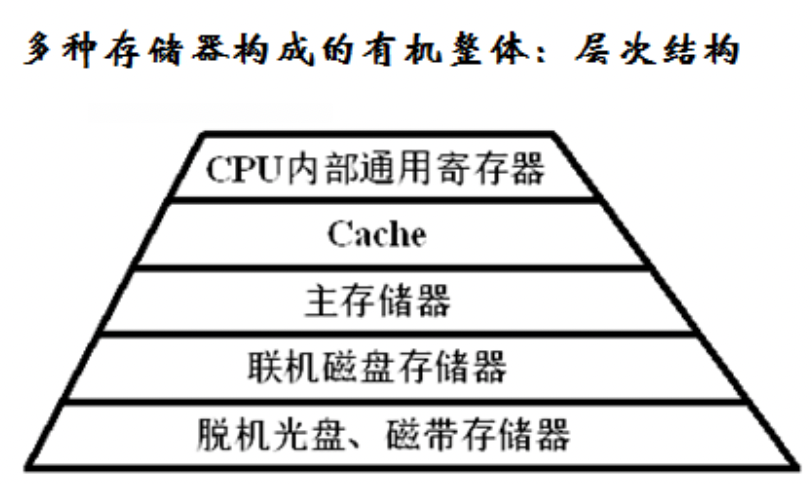 多种存储器构成的有机整体：层次结构
CPU内部通用寄存器
Cache
主存储器
联机磁盘存储器
脱机光盘、磁带存储器